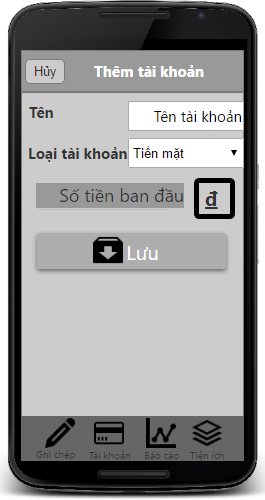 Hủy Thêm tài khoản
Tên Tên tài khoản
Loại tài khoản Tiền mặt
Số tiền ban đầu đ
Lưu
Ghi chép Tài khoản Báo cáo Tiện ích